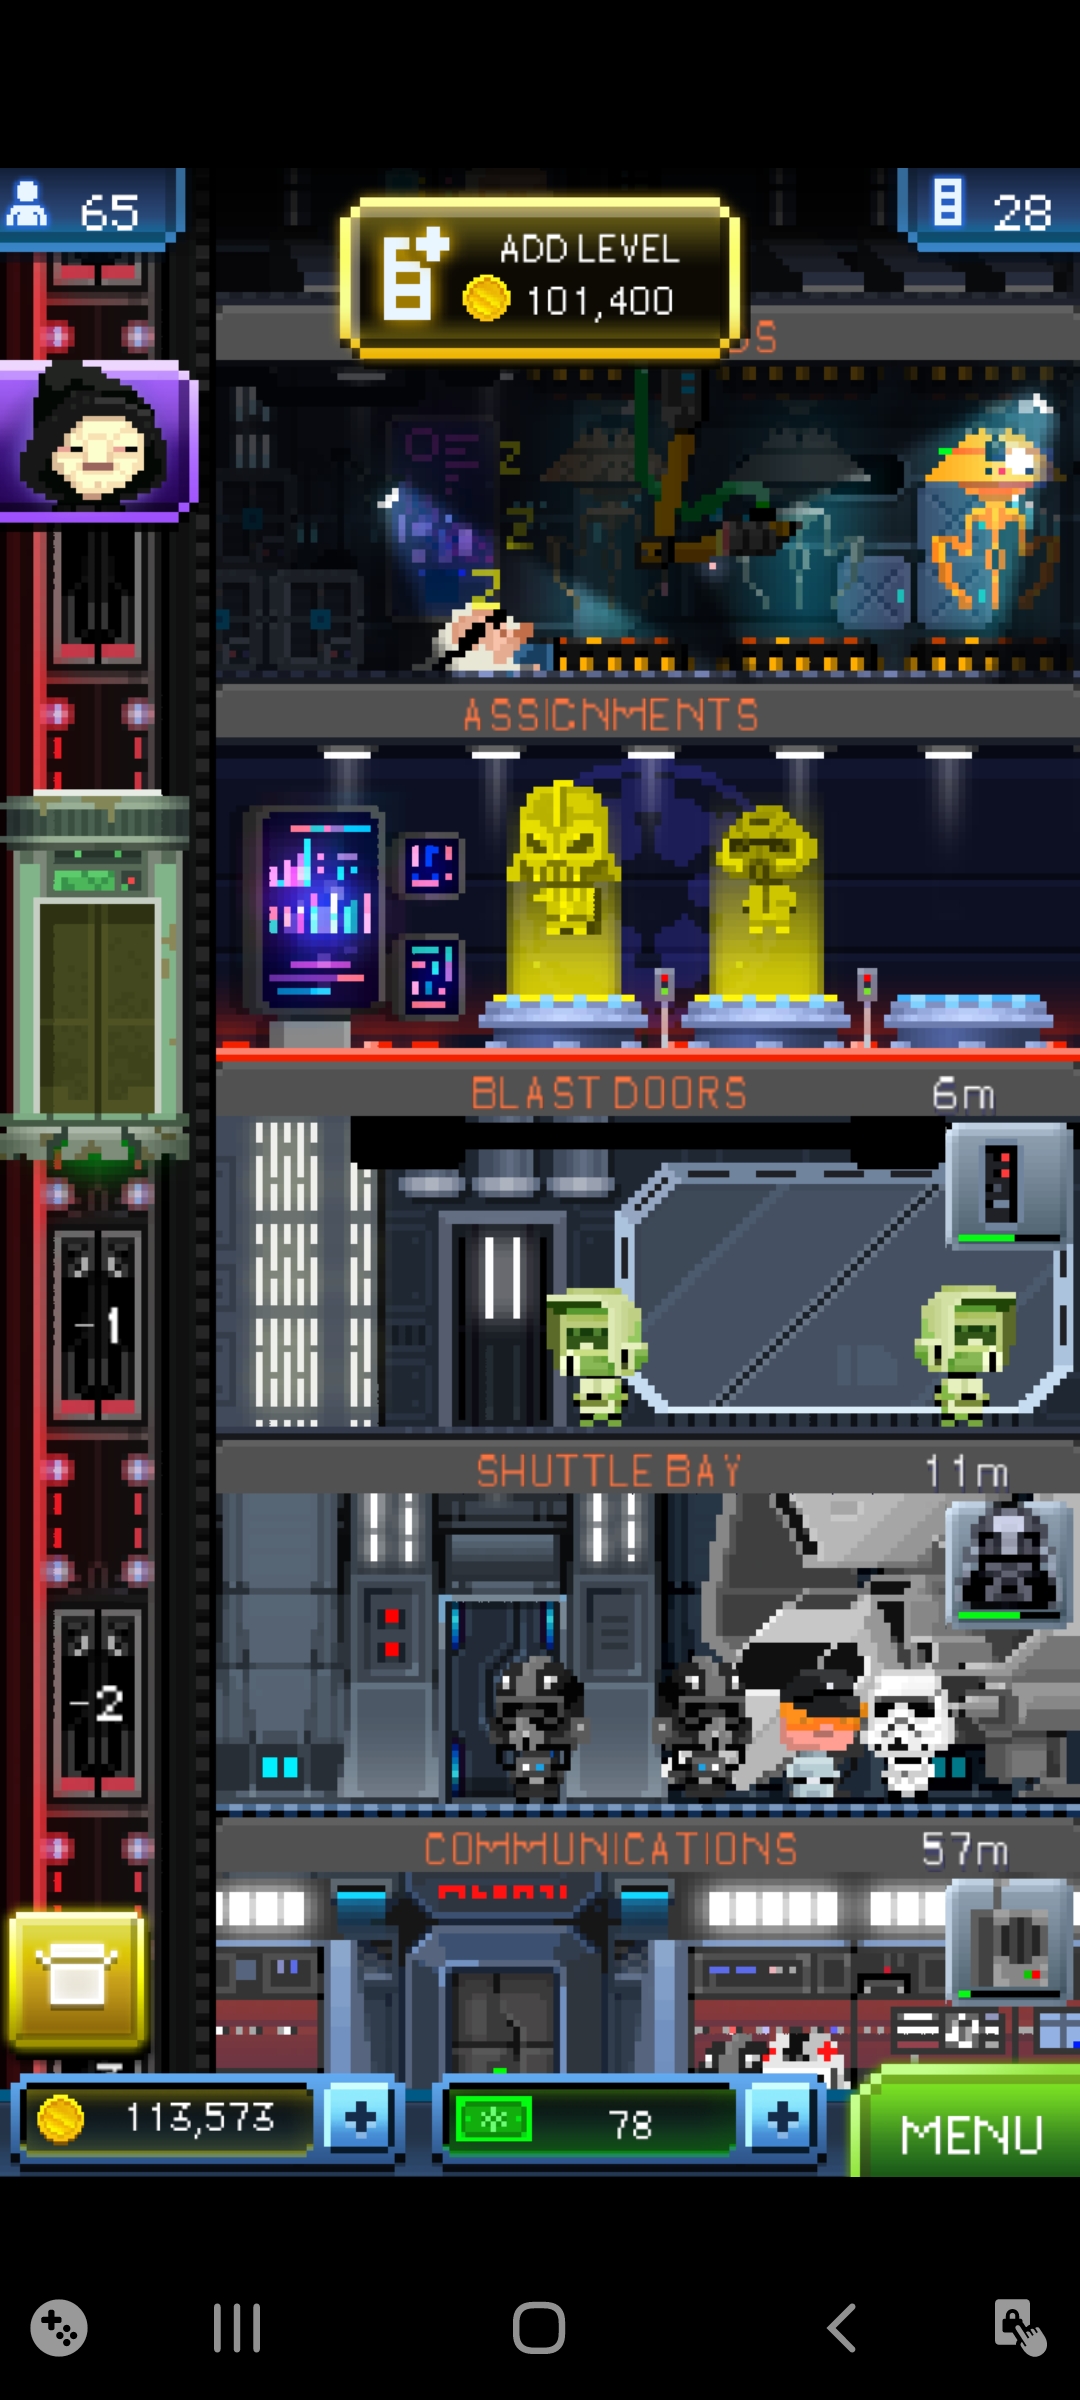 65
ADD LEVEL
101,400
28
ASSIGNMENTS
BLAST DOORS 6m
-1
SHUTTLE BAY 11m
-2
COMMUNICATIONS 57m
113,573
78
MENU